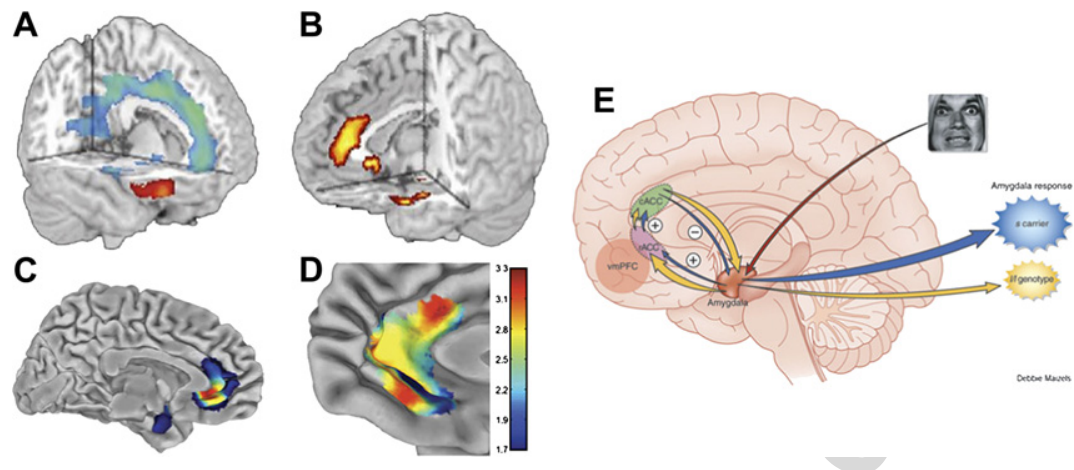 A
B
E
Amygdala response
s carrier
cACC
+
−
rACC
+
vmPFC
l/l genotype
Amygdala
C
D
3.3
3.1
2.8
2.5
2.2
1.9
1.7
Debbie Maizels